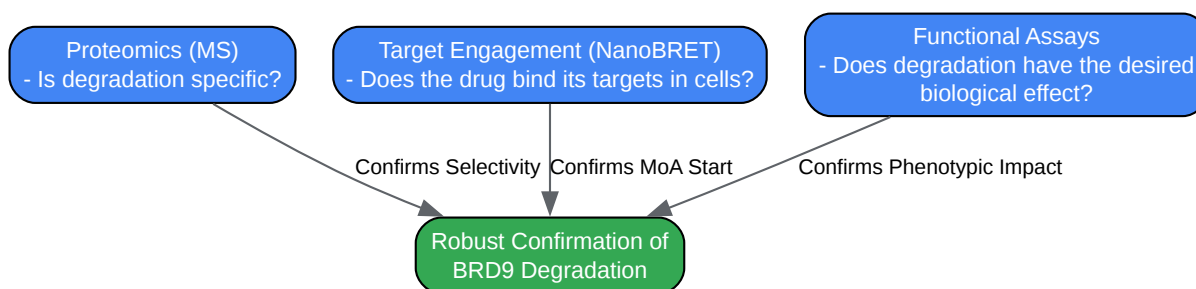 Proteomics (MS)
- Is degradation specific?
Target Engagement (NanoBRET)
- Does the drug bind its targets in cells?
Functional Assays
- Does degradation have the desired
biological effect?
Confirms Selectivity
Confirms MoA Start
Confirms Phenotypic Impact
Robust Confirmation of
BRD9 Degradation